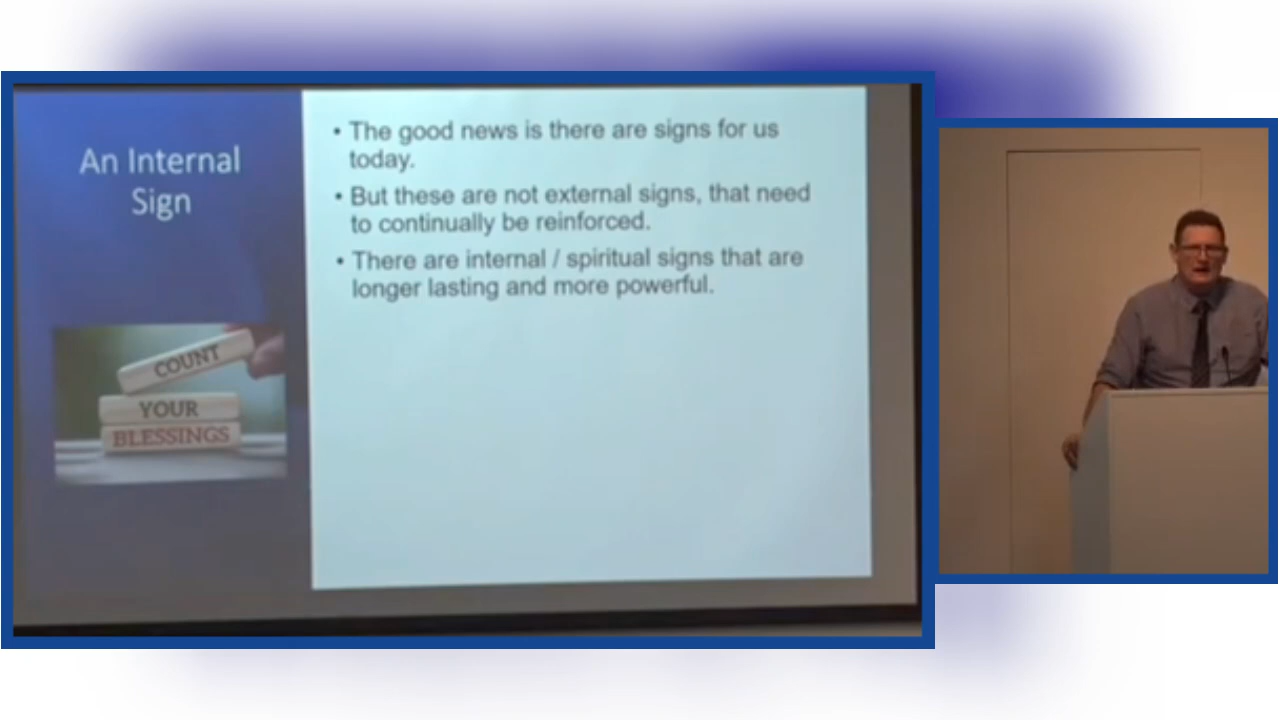 An Internal
Sign
• The good news is there are signs for us
today.
• But these are not external signs, that need
to continually be reinforced.
• There are internal / spiritual signs that are
longer lasting and more powerful.
COUNT
YOUR
BLESSINGS